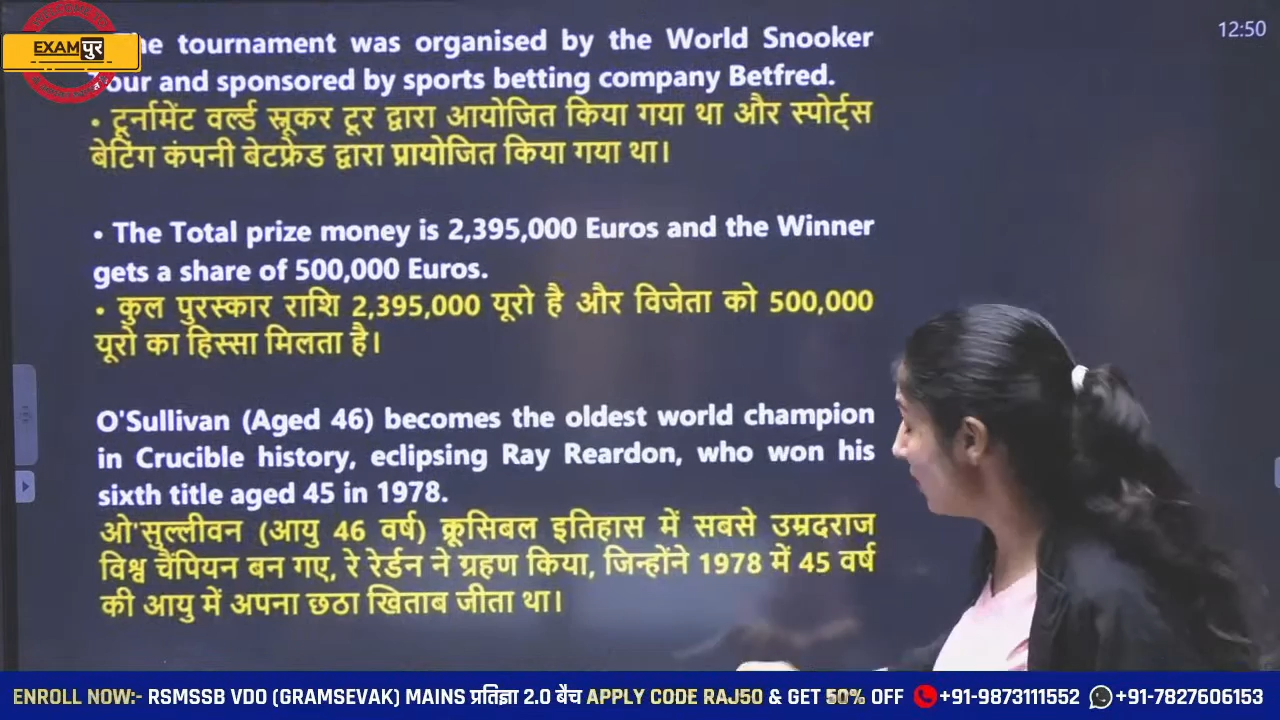 12:50
EXAMपुर
he tournament was organised by the World Snooker
Tour and sponsored by sports betting company Betfred.
• टूर्नामेंट वर्ल्ड स्नूकर टूर द्वारा आयोजित किया गया था और स्पोर्ट्स
बेटिंग कंपनी बेटफ्रेड द्वारा प्रायोजित किया गया था।
• The Total prize money is 2,395,000 Euros and the Winner
gets a share of 500,000 Euros.
• कुल पुरस्कार राशि 2,395,000 यूरो है और विजेता को 500,000
यूरो का हिस्सा मिलता है।
O'Sullivan (Aged 46) becomes the oldest world champion
in Crucible history, eclipsing Ray Reardon, who won his
sixth title aged 45 in 1978.
ओ'सुल्लीवन (आयु 46 वर्ष) क्रूसिबल इतिहास में सबसे उम्रदराज
विश्व चैंपियन बन गए, रे रेर्डन ने ग्रहण किया, जिन्होंने 1978 में 45 वर्ष
की आयु में अपना छठा खिताब जीता था।
ENROLL NOW:- RSMSSB VDO (GRAMSEVAK) MAINS प्रतिज्ञा 2.0 बैच APPLY CODE RAJ50 & GET 50% OFF +91-9873111552 +91-7827606153